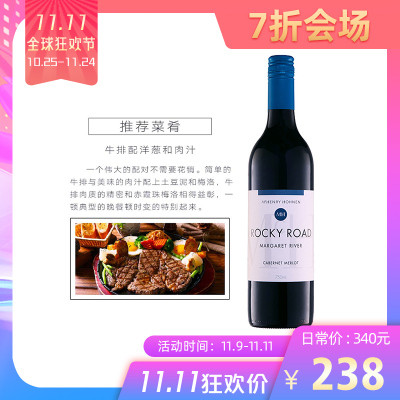 11.11
全球狂欢节
10.25—11.24
7折会场
推荐菜肴
牛排配洋葱和肉汁
一个伟大的配对不需要花俏。简单的
牛排与美味的肉汁配上土豆泥和梅洛，牛
排肉质的精密和赤霞珠梅洛相得益彰，一
顿典型的晚餐顿时变的特别起来。
MCHENRY HOHNEN
ROCKY ROAD
MARGARET RIVER
CABERNET MERLOT
活动时间：11.9-11.11
日常价：340元
11.11狂欢价
¥ 238